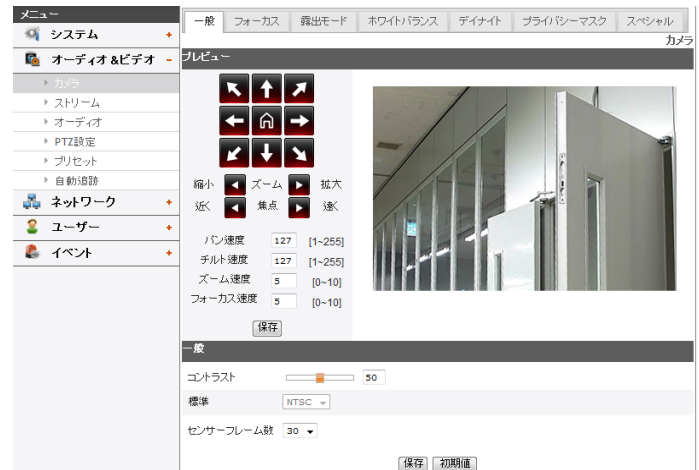 メニュー
システム +
オーディオ&ビデオ -
カメラ
ストリーム
オーディオ
PTZ設定
プリセット
自動追跡
ネットワーク +
ユーザー +
イベント +
一般 フォーカス 露出モード ホワイトバランス デイナイト プライバシーマスク スペシャル
カメラ
プレビュー
縮小 ズーム 拡大
近く 焦点 遠く
パン速度 127 [1~255]
チルト速度 127 [1~255]
ズーム速度 5 [0~10]
フォーカス速度 5 [0~10]
保存
一般
コントラスト 50
標準 NTSC
センサーフレーム数 30
保存 初期値